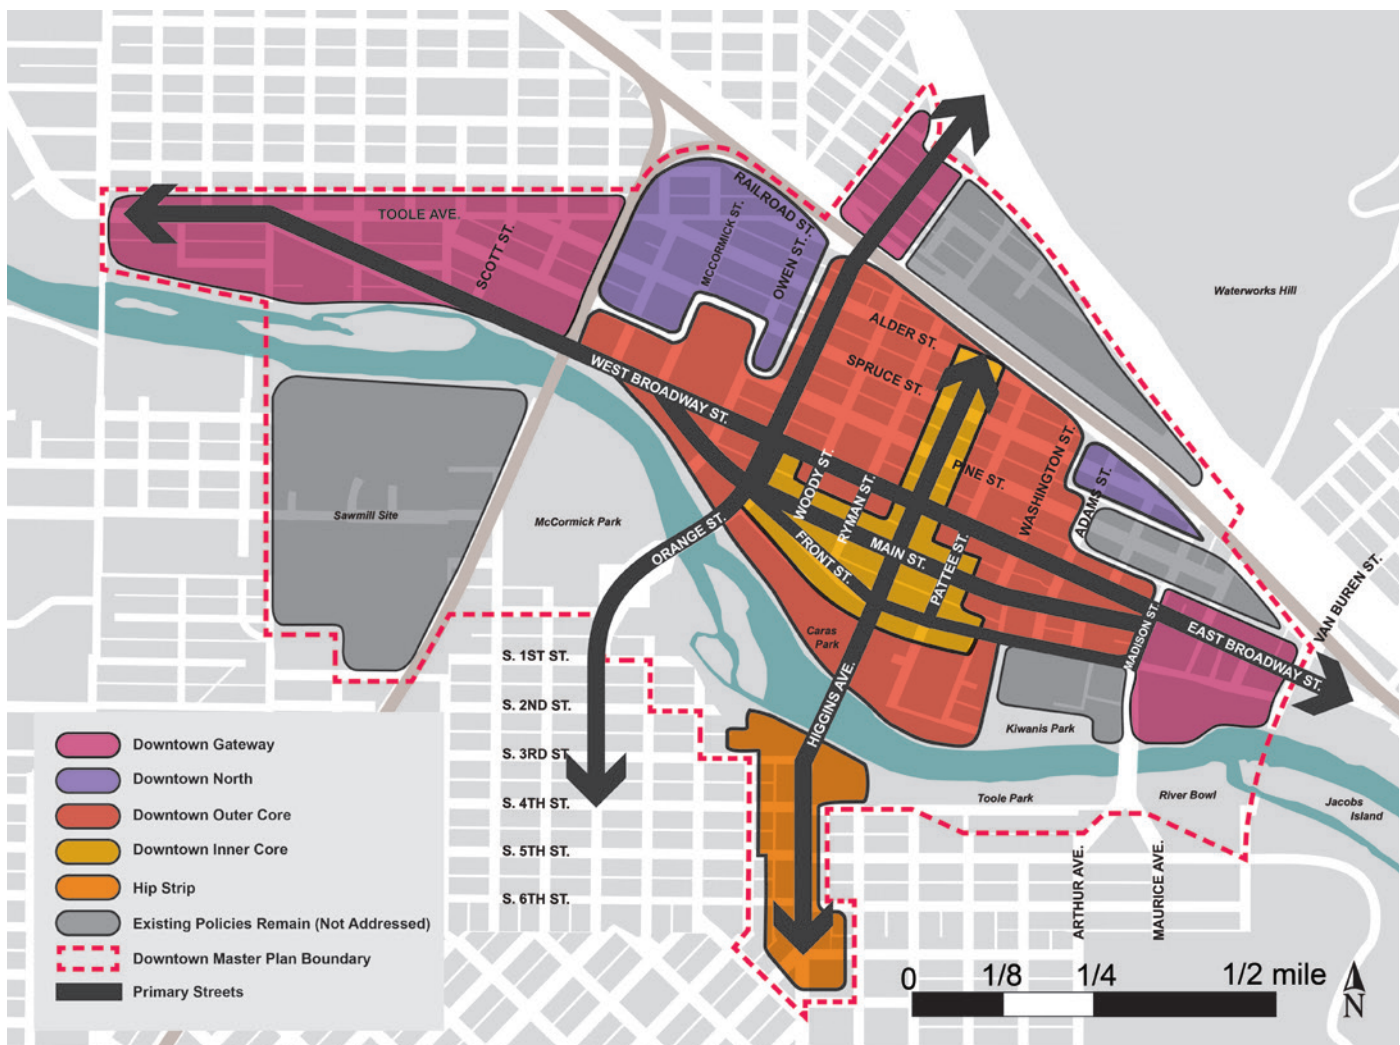 RAILROAD ST.
TOOLE AVE.
MCCORMICK ST.
SCOTT ST.
OWEN ST.
Waterworks Hill
ALDER ST.
SPRUCE ST.
WEST BROADWAY ST.
WOODY ST.
RYMAN ST.
PINE ST.
WASHINGTON ST.
ADAMS ST.
Sawmill Site
McCormick Park
ORANGE ST.
FRONT ST.
MAIN ST.
PATTEE ST.
VAN BUREN ST.
Caras
Park
MADISON ST.
EAST BROADWAY ST.
S. 1ST ST.
S. 2ND ST.
S. 3RD ST
S. 4TH ST.
S. 5TH ST.
S. 6TH ST.
HIGGINS AVE.
Kiwanis Park
Toole Park
River Bowl
Jacobs
Island
ARTHUR AVE.
MAURICE AVE.
Downtown Gateway
Downtown North
Downtown Outer Core
Downtown Inner Core
Hip Strip
Existing Policies Remain (Not Addressed)
Downtown Master Plan Boundary
Primary Streets
0 1/8 1/4 1/2 mile
N